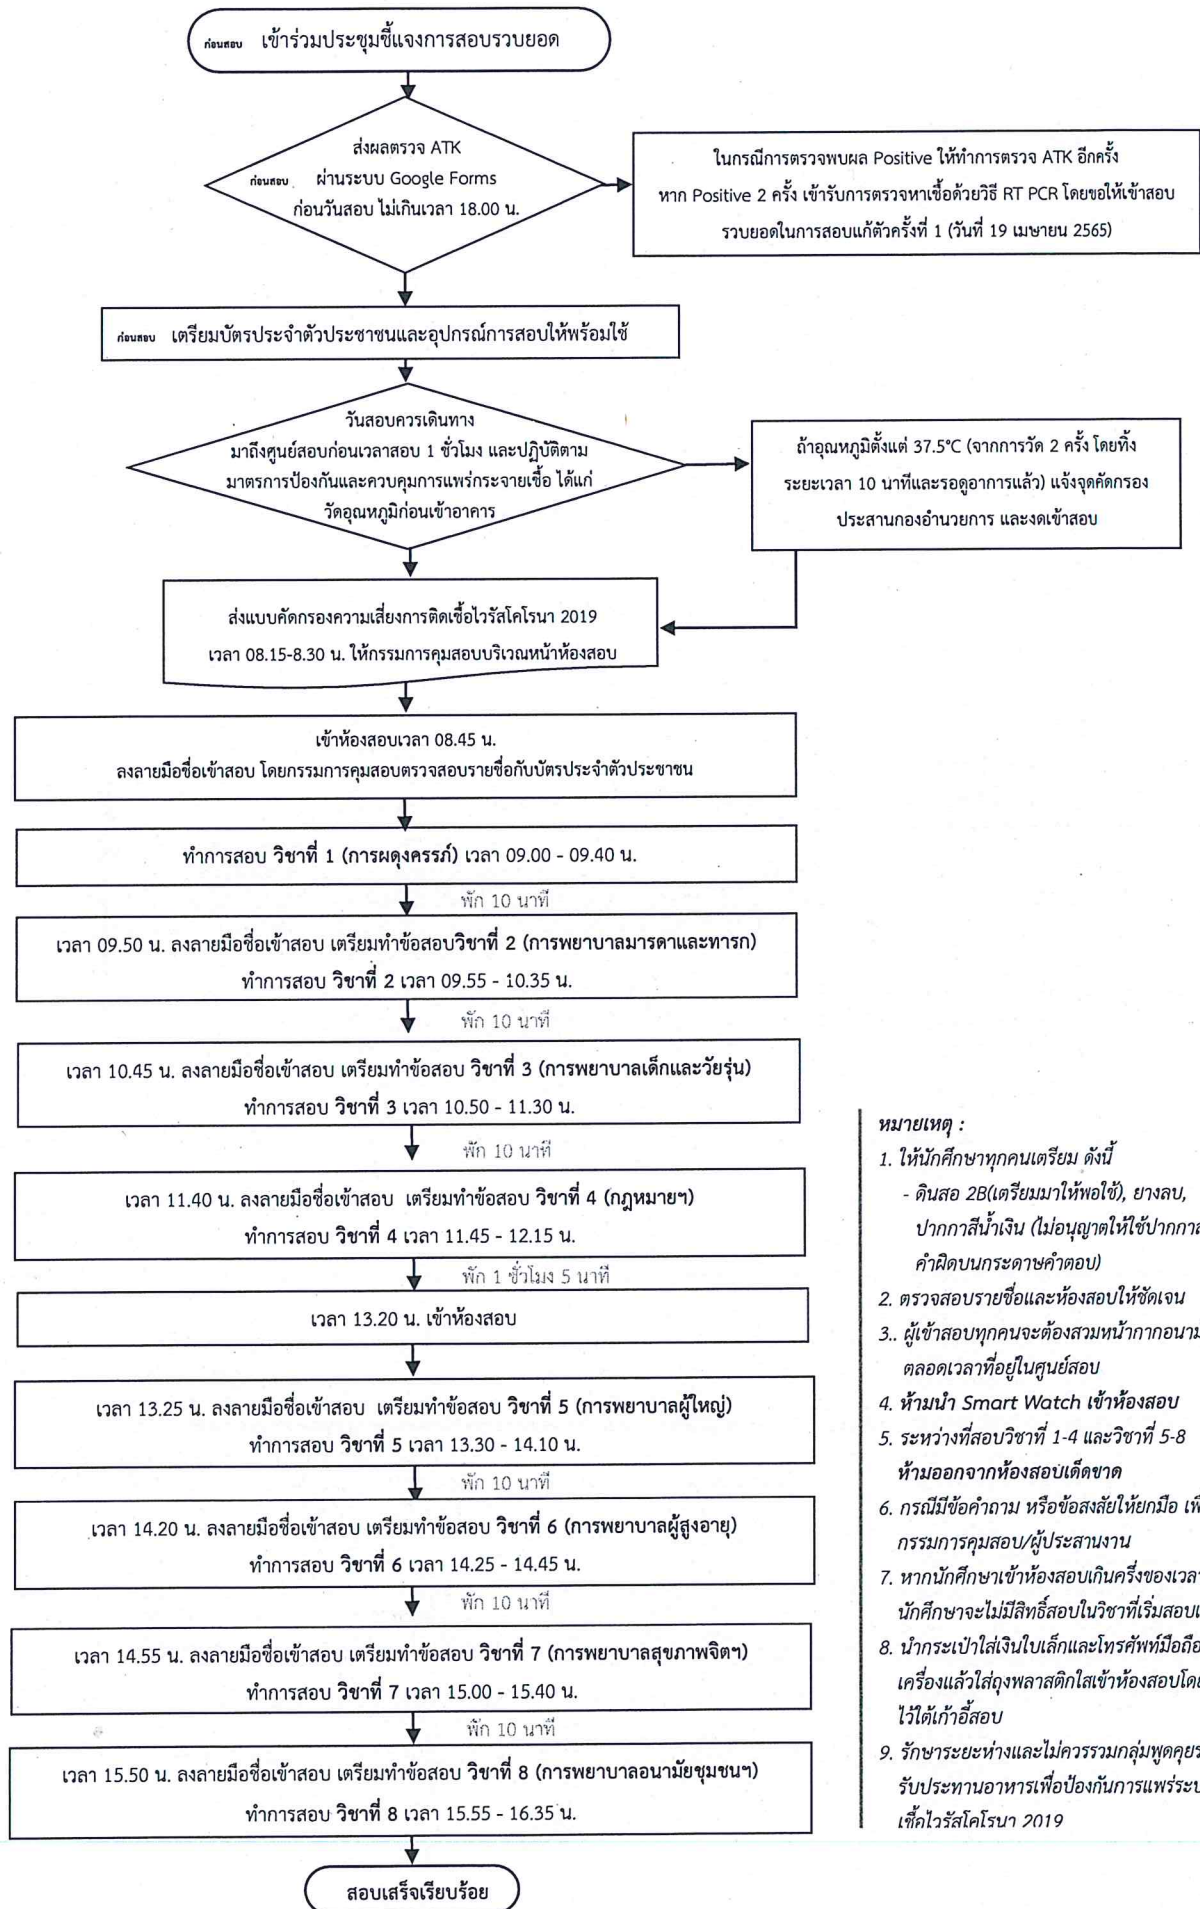 ก่อนสอบ เข้าร่วมประชุมชี้แจงการสอบรวบยอด
ก่อนสอบ
ส่งผลตรวจ ATK
ผ่านระบบ Google Forms
ก่อนวันสอบ ไม่เกินเวลา 18.00 น.
ในกรณีการตรวจพบผล Positive ให้ทำการตรวจ ATK อีกครั้ง
หาก Positive 2 ครั้ง เข้ารับการตรวจหาเชื้อด้วยวิธี RT PCR โดยขอให้เข้าสอบ
รวบยอดในการสอบแก้ตัวครั้งที่ 1 (วันที่ 19 เมษายน 2565)
ก่อนสอบ เตรียมบัตรประจำตัวประชาชนและอุปกรณ์การสอบให้พร้อมใช้
วันสอบควรเดินทาง
มาถึงศูนย์สอบก่อนเวลาสอบ 1 ชั่วโมง และปฏิบัติตาม
มาตรการป้องกันและควบคุมการแพร่กระจายเชื้อ ได้แก่
วัดอุณหภูมิก่อนเข้าอาคาร
ถ้าอุณหภูมิตั้งแต่ 37.5°C (จากการวัด 2 ครั้ง โดยทิ้ง
ระยะเวลา 10 นาทีและรอดูอาการแล้ว) แจ้งจุดคัดกรอง
ประสานกองอำนวยการ และงดเข้าสอบ
ส่งแบบคัดกรองความเสี่ยงการติดเชื้อไวรัสโคโรนา 2019
เวลา 08.15-8.30 น. ให้กรรมการคุมสอบบริเวณหน้าห้องสอบ
เข้าห้องสอบเวลา 08.45 น.
ลงลายมือชื่อเข้าสอบ โดยกรรมการคุมสอบตรวจสอบรายชื่อกับบัตรประจำตัวประชาชน
ทำการสอบ วิชาที่ 1 (การผดุงครรภ์) เวลา 09.00 - 09.40 น.
พัก 10 นาที
เวลา 09.50 น. ลงลายมือชื่อเข้าสอบ เตรียมทำข้อสอบวิชาที่ 2 (การพยาบาลมารดาและทารก)
ทำการสอบ วิชาที่ 2 เวลา 09.55 - 10.35 น.
พัก 10 นาที
เวลา 10.45 น. ลงลายมือชื่อเข้าสอบ เตรียมทำข้อสอบ วิชาที่ 3 (การพยาบาลเด็กและวัยรุ่น)
ทำการสอบ วิชาที่ 3 เวลา 10.50 - 11.30 น.
พัก 10 นาที
เวลา 11.40 น. ลงลายมือชื่อเข้าสอบ เตรียมทำข้อสอบ วิชาที่ 4 (กฎหมายฯ)
ทำการสอบ วิชาที่ 4 เวลา 11.45 - 12.15 น.
พัก 1 ชั่วโมง 5 นาที
เวลา 13.20 น. เข้าห้องสอบ
เวลา 13.25 น. ลงลายมือชื่อเข้าสอบ เตรียมทำข้อสอบ วิชาที่ 5 (การพยาบาลผู้ใหญ่)
ทำการสอบ วิชาที่ 5 เวลา 13.30 - 14.10 น.
พัก 10 นาที
เวลา 14.20 น. ลงลายมือชื่อเข้าสอบ เตรียมทำข้อสอบ วิชาที่ 6 (การพยาบาลผู้สูงอายุ)
ทำการสอบ วิชาที่ 6 เวลา 14.25 - 14.45 น.
พัก 10 นาที
เวลา 14.55 น. ลงลายมือชื่อเข้าสอบ เตรียมทำข้อสอบ วิชาที่ 7 (การพยาบาลสุขภาพจิตฯ)
ทำการสอบ วิชาที่ 7 เวลา 15.00 - 15.40 น.
พัก 10 นาที
เวลา 15.50 น. ลงลายมือชื่อเข้าสอบ เตรียมทำข้อสอบ วิชาที่ 8 (การพยาบาลอนามัยชุมชนฯ)
ทำการสอบ วิชาที่ 8 เวลา 15.55 - 16.35 น.
สอบเสร็จเรียบร้อย
หมายเหตุ :
1. ให้นักศึกษาทุกคนเตรียม ดังนี้
- ดินสอ 2B(เตรียมมาให้พอใช้), ยางลบ,
ปากกาสีน้ำเงิน (ไม่อนุญาตให้ใช้ปากกา
คำผิดบนกระดาษคำตอบ)
2. ตรวจสอบรายชื่อและห้องสอบให้ชัดเจน
3.. ผู้เข้าสอบทุกคนจะต้องสวมหน้ากากอนาม
ตลอดเวลาที่อยู่ในศูนย์สอบ
4. ห้ามนำ Smart Watch เข้าห้องสอบ
5. ระหว่างที่สอบวิชาที่ 1-4 และวิชาที่ 5-8
ห้ามออกจากห้องสอบเด็ดขาด
6. กรณีมีข้อคำถาม หรือข้อสงสัยให้ยกมือ
กรรมการคุมสอบ/ผู้ประสานงาน
7. หากนักศึกษาเข้าห้องสอบเกินครึ่งของเวลา
นักศึกษาจะไม่มีสิทธิ์สอบในวิชาที่เริ่มสอบ
8. นำกระเป๋าใส่เงินใบเล็กและโทรศัพท์มือถือ
เครื่องแล้วใส่ถุงพลาสติกใสเข้าห้องสอบ
ไว้ใต้เก้าอี้สอบ
9. รักษาระยะห่างและไม่ควรรวมกลุ่มพูดคุย
รับประทานอาหารเพื่อป้องกันการแพร่ระบ
เชื้อไวรัสโคโรนา 2019